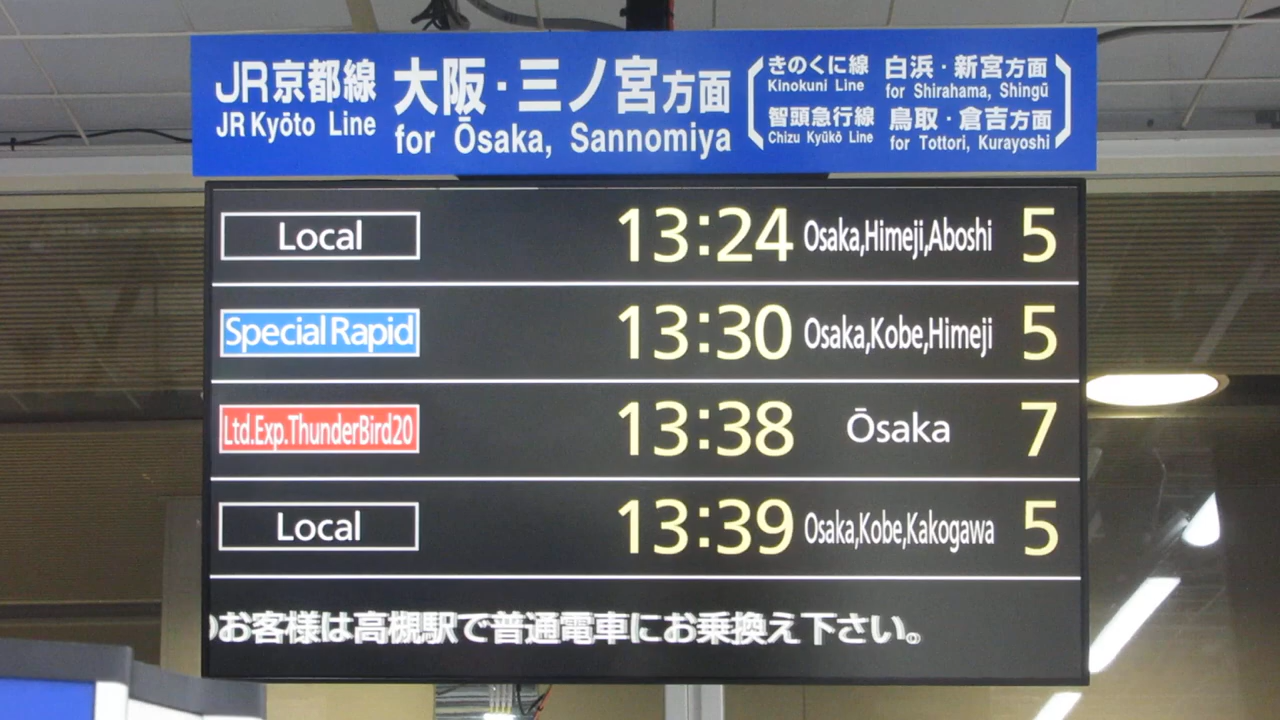 JR京都線
JR Kyōto Line
大阪・三ノ宮方面
for Ōsaka, Sannomiya
きのくに線 白浜・新宮方面
Kinokuni Line for Shirahama, Shingū
智頭急行線 鳥取・倉吉方面
Chizu Kyūkō Line for Tottori, Kurayoshi
Local 13:24 Osaka,Himeji,Aboshi 5
Special Rapid 13:30 Osaka,Kobe,Himeji 5
Ltd.Exp.ThunderBird20 13:38 Ōsaka 7
Local 13:39 Osaka,Kobe,Kakogawa 5
お客様は高槻駅で普通電車にお乗換え下さい。